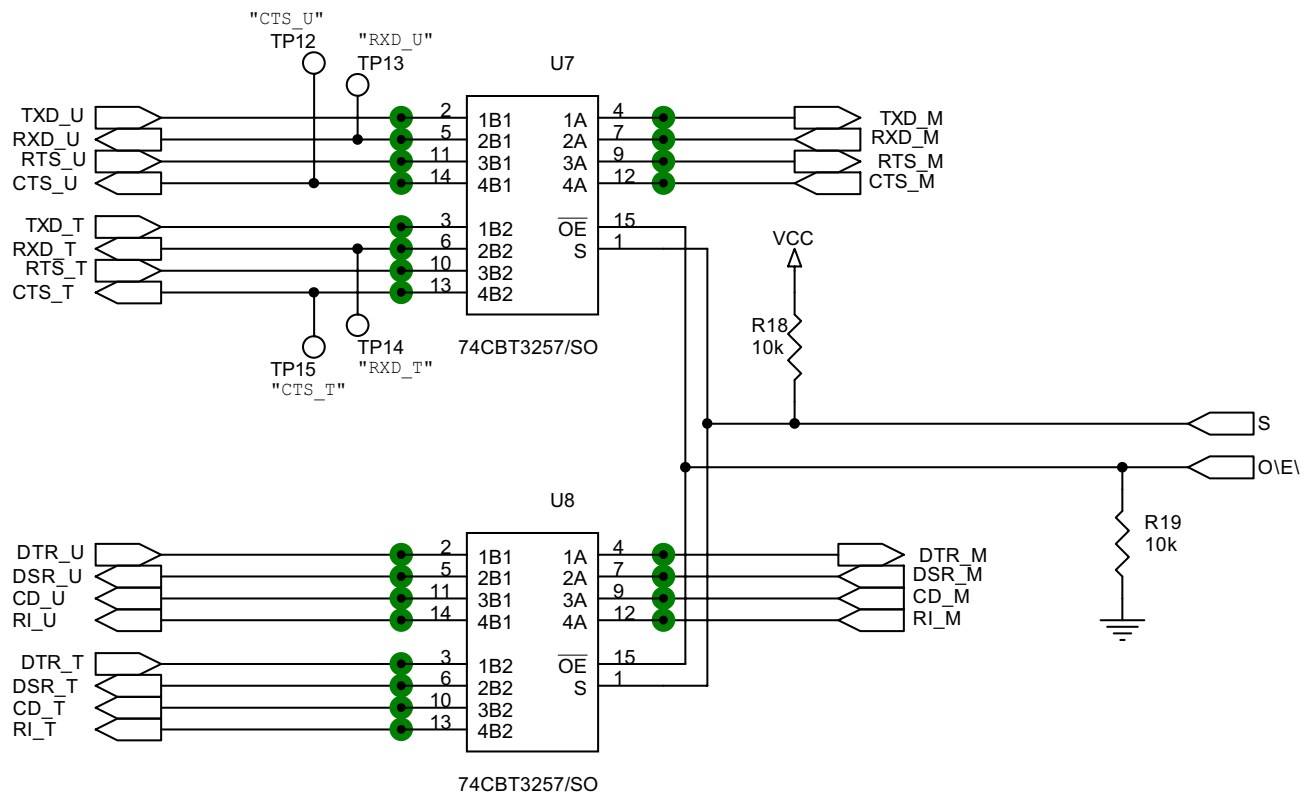 "CTS_U"
TP12
"RXD_U"
TP13
U7
TXD_U 2 1B1 1A 4 TXD_M
RXD_U 5 2B1 2A 7 RXD_M
RTS_U 11 3B1 3A 9 RTS_M
CTS_U 14 4B1 4A 12 CTS_M
TXD_T 3 1B2 OE 15
RXD_T 6 2B2 S 1
RTS_T 10 3B2
CTS_T 13 4B2
VCC
R18
10k
TP14
"RXD_T"
TP15
"CTS_T"
74CBT3257/SO
S
O\E\
R19
10k
U8
DTR_U 2 1B1 1A 4 DTR_M
DSR_U 5 2B1 2A 7 DSR_M
CD_U 11 3B1 3A 9 CD_M
RI_U 14 4B1 4A 12 RI_M
DTR_T 3 1B2 OE 15
DSR_T 6 2B2 S 1
CD_T 10 3B2
RI_T 13 4B2
74CBT3257/SO